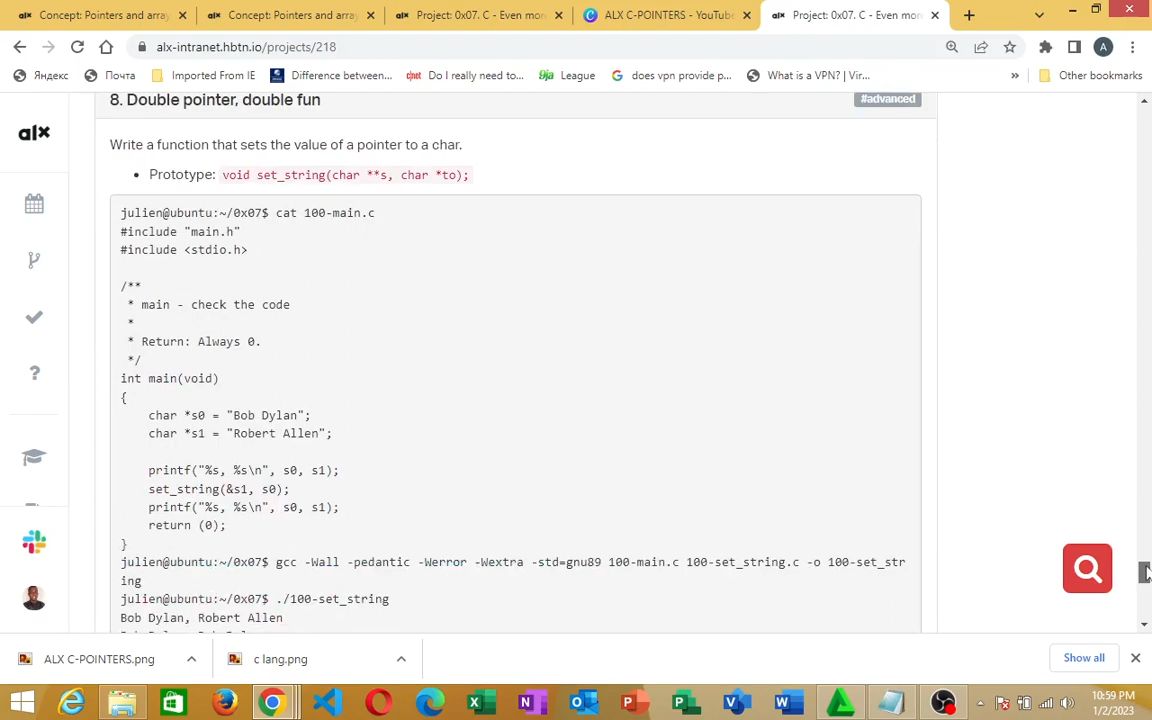 Concept: Pointers and array
Concept: Pointers and array
Project: 0x07. C - Even mor
ALX C-POINTERS - YouTube
Project: 0x07. C - Even mor
alx-intranet.hbtn.io/projects/218
A
Яндекс
Почта
Imported From IE
Difference between...
Do I really need to...
League
does vpn provide p...
What is a VPN? | Vir...
»
Other bookmarks
alx
8. Double pointer, double fun
#advanced
Write a function that sets the value of a pointer to a char.
• Prototype: void set_string(char **s, char *to);
julien@ubuntu:~/0x07$ cat 100-main.c
#include "main.h"
#include <stdio.h>
/**
* main - check the code
*
* Return: Always 0.
*/
int main(void)
{
char *s0 = "Bob Dylan";
char *s1 = "Robert Allen";
printf("%s, %s\n", s0, s1);
set_string(&s1, s0);
printf("%s, %s\n", s0, s1);
return (0);
}
julien@ubuntu:~/0x07$ gcc -Wall -pedantic -Werror -Wextra -std=gnu89 100-main.c 100-set_string.c -o 100-set_str
ing
julien@ubuntu:~/0x07$ ./100-set_string
Bob Dylan, Robert Allen
ALX C-POINTERS.png
c lang.png
Show all
10:59 PM
1/2/2023